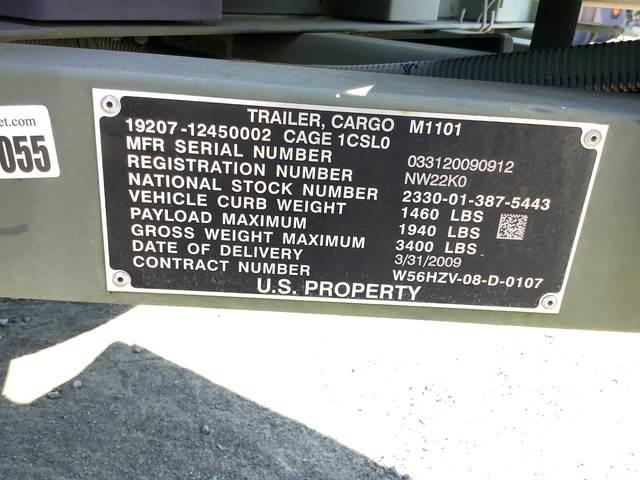 et.com
055
TRAILER, CARGO M1101
19207-12450002 CAGE 1CSL0
MFR SERIAL NUMBER 033120090912
REGISTRATION NUMBER NW22K0
NATIONAL STOCK NUMBER 2330-01-387-5443
VEHICLE CURB WEIGHT 1460 LBS
PAYLOAD MAXIMUM 1940 LBS
GROSS WEIGHT MAXIMUM 3400 LBS
DATE OF DELIVERY 3/31/2009
CONTRACT NUMBER W56HZV-08-D-0107
U.S. PROPERTY